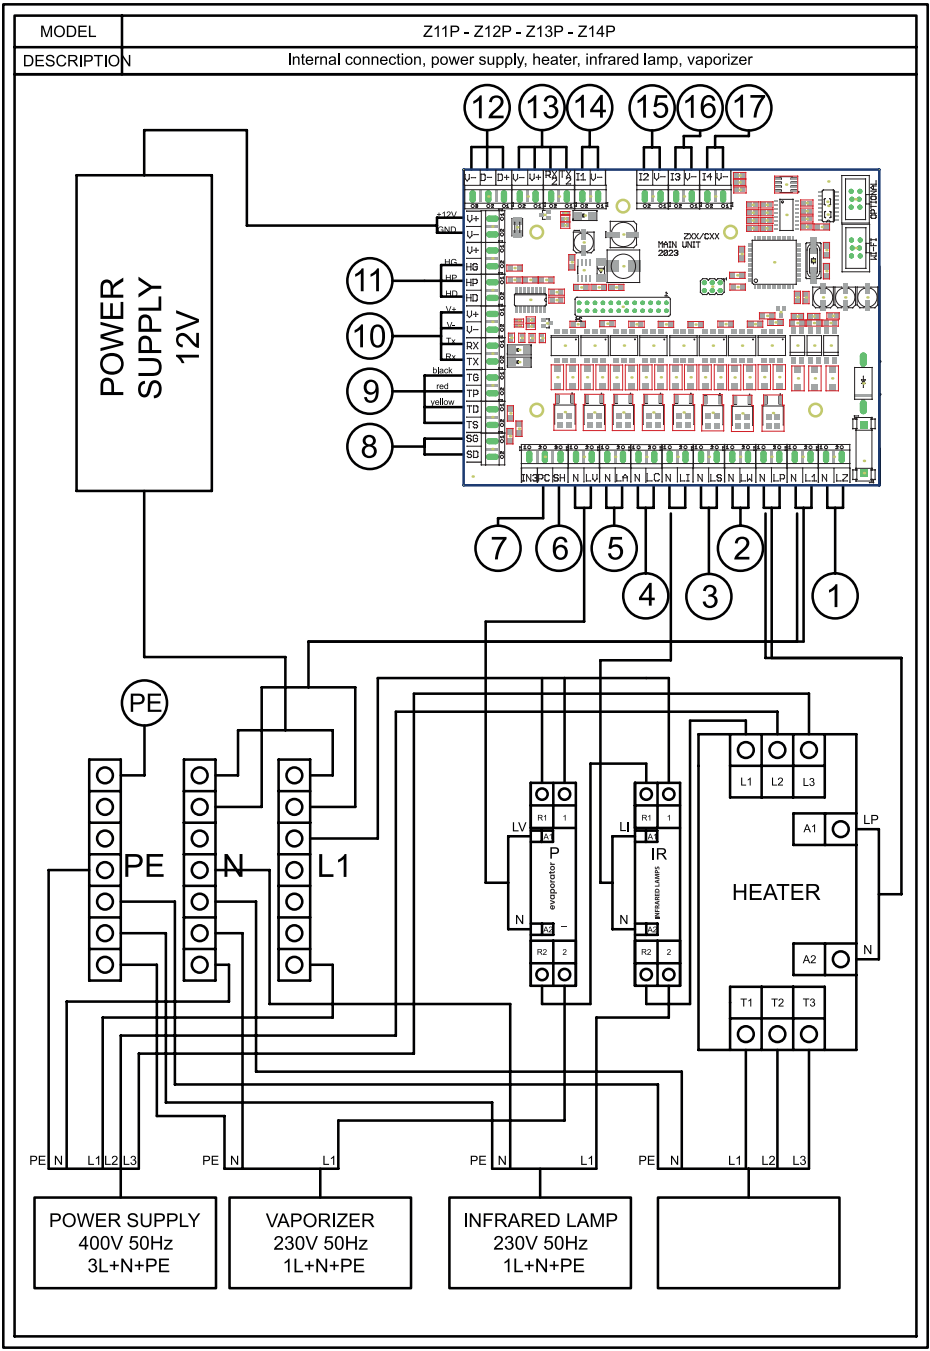 MODEL
Z11P - Z12P - Z13P - Z14P
DESCRIPTION
Internal connection, power supply, heater, infrared lamp, vaporizer
12 13 14 15 16 17
V- D- D+ V- V+ RX2 TX2 I1 V- I2 V- I3 V- I4 V-
OPTIONAL
WI-FI
ZXX/CXX
MAIN UNIT
2023
POWER
SUPPLY
12V
+12V V+
GND V-
V+
HG HG
11 HP HP
HD HD
V+ V+
10 V- V-
Tx RX
Rx TX
black TG
9 red TP
yellow TD
TS
8 SG
SD
IN3 PC SH N LV N LA N LC N LI N LS N LW N LP N L1 N LZ
7 6 5 2
4 3 1
PE
PE N L1
R1 1
LV A1
P
evaporator
N A2
–
R2 2
R1 1
LI A1
IR
INFRARED LAMPS
N A2
R2 2
L1 L2 L3
A1 LP
HEATER
A2 N
T1 T2 T3
PE N L1 L2 L3 PE N L1 PE N L1 PE N L1 L2 L3
POWER SUPPLY
400V 50Hz
3L+N+PE
VAPORIZER
230V 50Hz
1L+N+PE
INFRARED LAMP
230V 50Hz
1L+N+PE